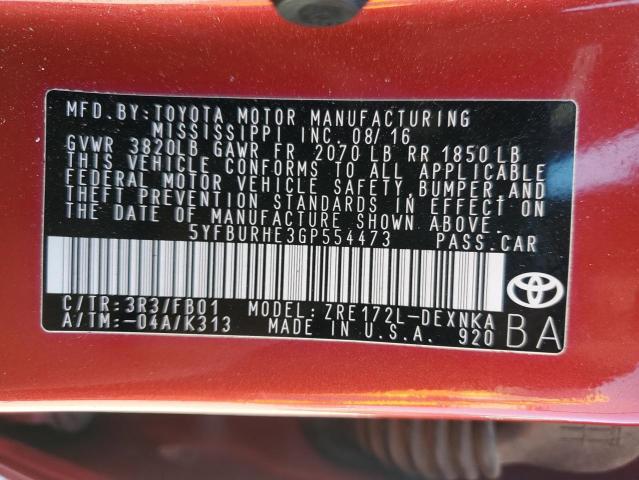 MFD.BY:TOYOTA MOTOR MANUFACTURING
MISSISSIPPI INC. 08/16
GVWR 3820LB GAWR FR 2070 LB RR 1850 LB
THIS VEHICLE CONFORMS TO ALL APPLICABLE
FEDERAL MOTOR VEHICLE SAFETY, BUMPER, AND
THEFT PREVENTION STANDARDS IN EFFECT ON
THE DATE OF MANUFACTURE SHOWN ABOVE.
5YFBURHE3GP554473 PASS.CAR
C/TR:3R3/FB01 MODEL:ZRE172L-DEXNKA
A/TM:-04A/K313 MADE IN U.S.A. 920
BA
TOYOTA